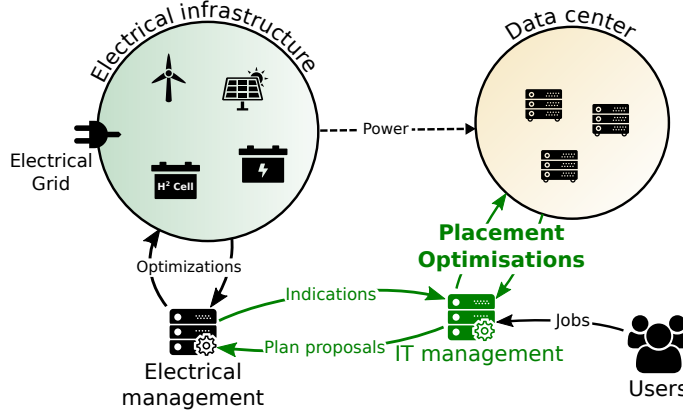 Electrical infrastructure
Data center
Power
Electrical
Grid
H² Cell
Placement
Optimisations
Optimizations
Indications
Jobs
Plan proposals
IT management
Electrical
management
Users